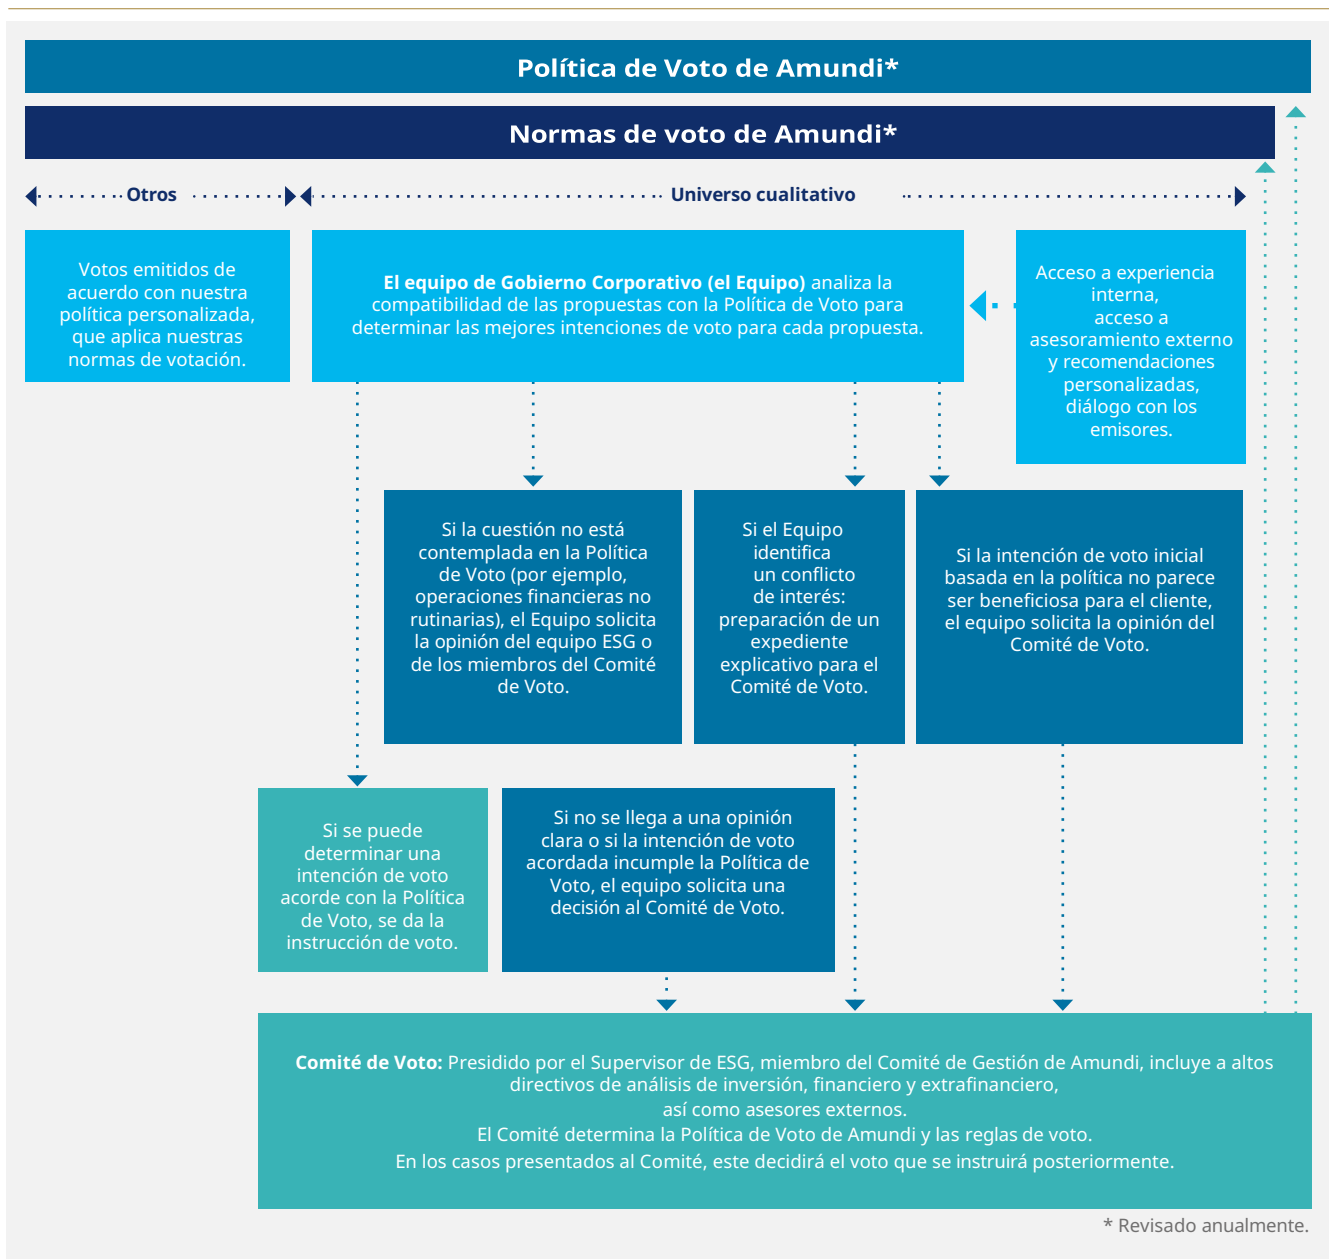 Política de Voto de Amundi*
Normas de voto de Amundi*
Otros
Universo cualitativo
Votos emitidos de
acuerdo con nuestra
política personalizada,
que aplica nuestras
normas de votación.
El equipo de Gobierno Corporativo (el Equipo) analiza la
compatibilidad de las propuestas con la Política de Voto para
determinar las mejores intenciones de voto para cada propuesta.
Acceso a experiencia
interna,
acceso a
asesoramiento externo
y recomendaciones
personalizadas,
diálogo con los
emisores.
Si la cuestión no está
contemplada en la Política
de Voto (por ejemplo,
operaciones financieras no
rutinarias), el Equipo solicita
la opinión del equipo ESG o
de los miembros del Comité
de Voto.
Si el Equipo
identifica
un conflicto
de interés:
preparación de un
expediente
explicativo para el
Comité de Voto.
Si la intención de voto inicial
basada en la política no parece
ser beneficiosa para el cliente,
el equipo solicita la opinión del
Comité de Voto.
Si se puede
determinar una
intención de voto
acorde con la Política
de Voto, se da la
instrucción de voto.
Si no se llega a una opinión
clara o si la intención de voto
acordada incumple la Política de
Voto, el equipo solicita una
decisión al Comité de Voto.
Comité de Voto: Presidido por el Supervisor de ESG, miembro del Comité de Gestión de Amundi, incluye a altos
directivos de análisis de inversión, financiero y extrafinanciero,
así como asesores externos.
El Comité determina la Política de Voto de Amundi y las reglas de voto.
En los casos presentados al Comité, este decidirá el voto que se instruirá posteriormente.
* Revisado anualmente.